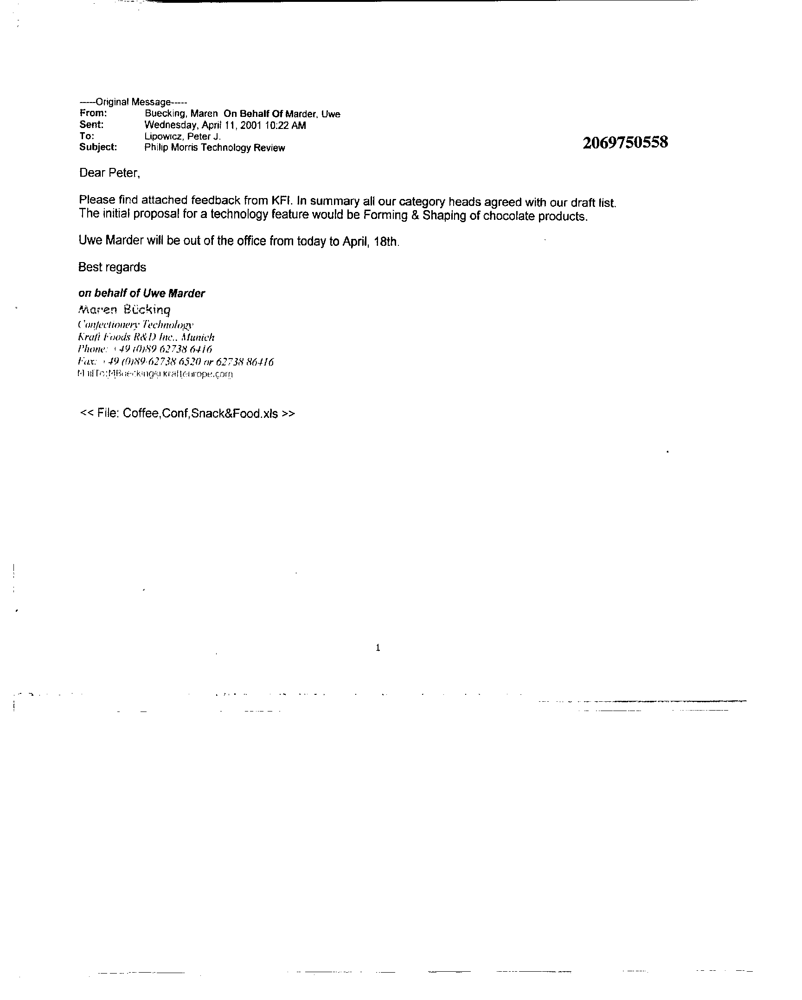 -----Original Message-----
From: Buecking, Maren On Behalf Of Marder, Uwe
Sent: Wednesday, April 11, 2001 10:22 AM
To: Lipowicz, Peter J.
Subject: Philip Morris Technology Review
2069750558
Dear Peter,
Please find attached feedback from KFI. In summary all our category heads agreed with our draft list.
The initial proposal for a technology feature would be Forming & Shaping of chocolate products.
Uwe Marder will be out of the office from today to April, 18th.
Best regards
on behalf of Uwe Marder
Maren Bücking
Confectionery Technology
Kraft Foods R&D Inc., Munich
Phone: +49 (0)89 62738 6416
Fax: +49 (0)89-62738 6520 or 62738 86416
<< File: Coffee,Conf,Snack&Food.xls >>
1